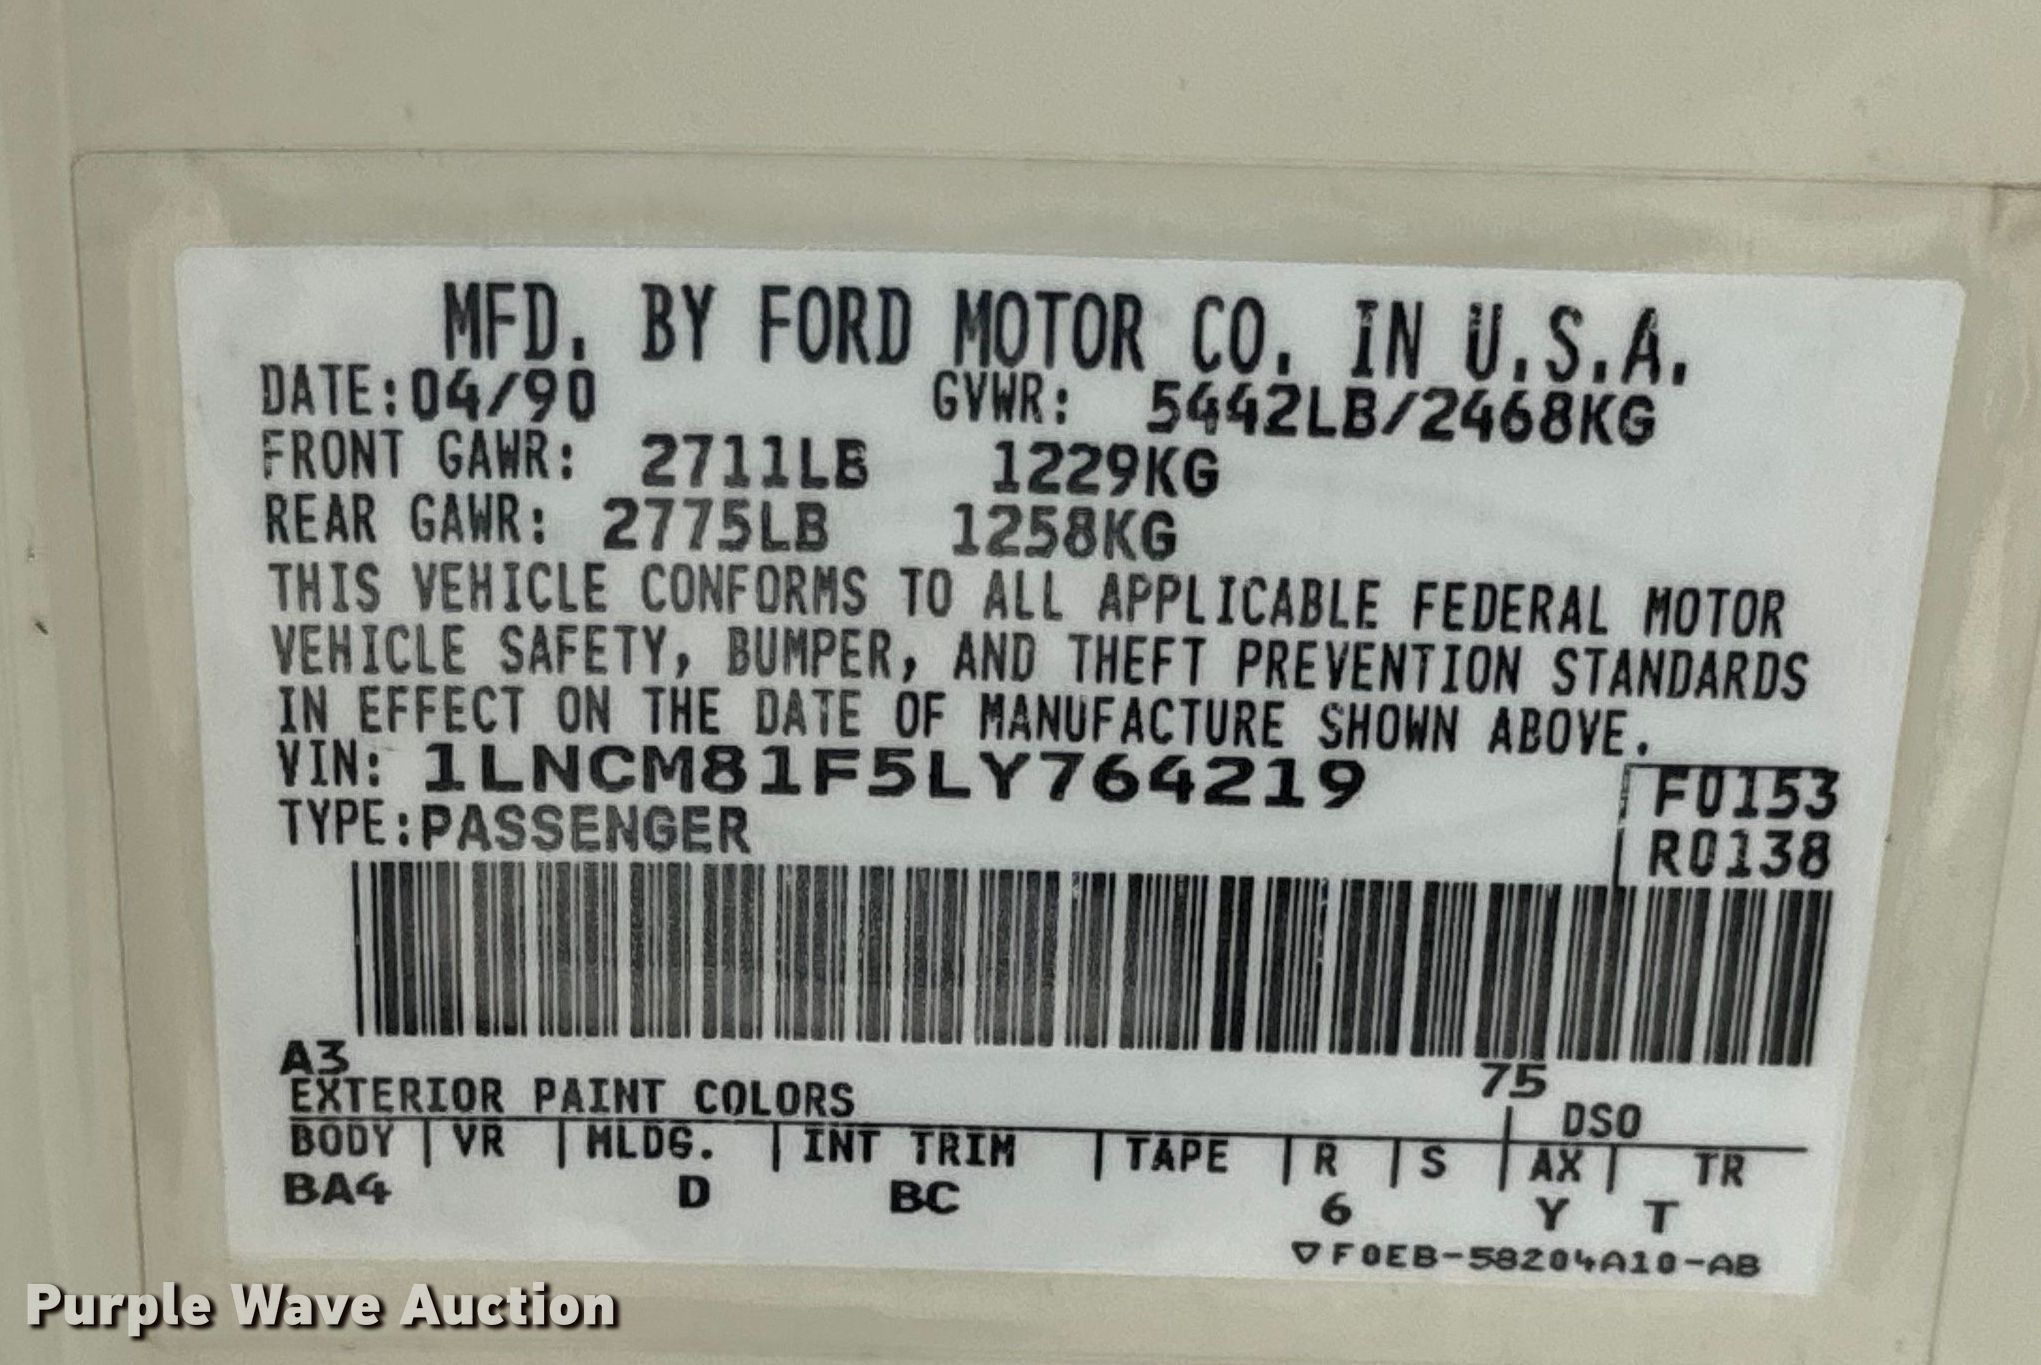 MFD. BY FORD MOTOR CO. IN U.S.A.
DATE:04/90 GVWR: 5442LB/2468KG
FRONT GAWR: 2711LB 1229KG
REAR GAWR: 2775LB 1258KG
THIS VEHICLE CONFORMS TO ALL APPLICABLE FEDERAL MOTOR
VEHICLE SAFETY, BUMPER, AND THEFT PREVENTION STANDARDS
IN EFFECT ON THE DATE OF MANUFACTURE SHOWN ABOVE.
VIN: 1LNCM81F5LY764219 F0153
TYPE:PASSENGER R0138
A3 75
EXTERIOR PAINT COLORS DSO
BODY | VR | MLDG. | INT TRIM | TAPE | R | S | AX | TR
BA4 D BC 6 Y T
▽F0EB-58204A10-AB
Purple Wave Auction